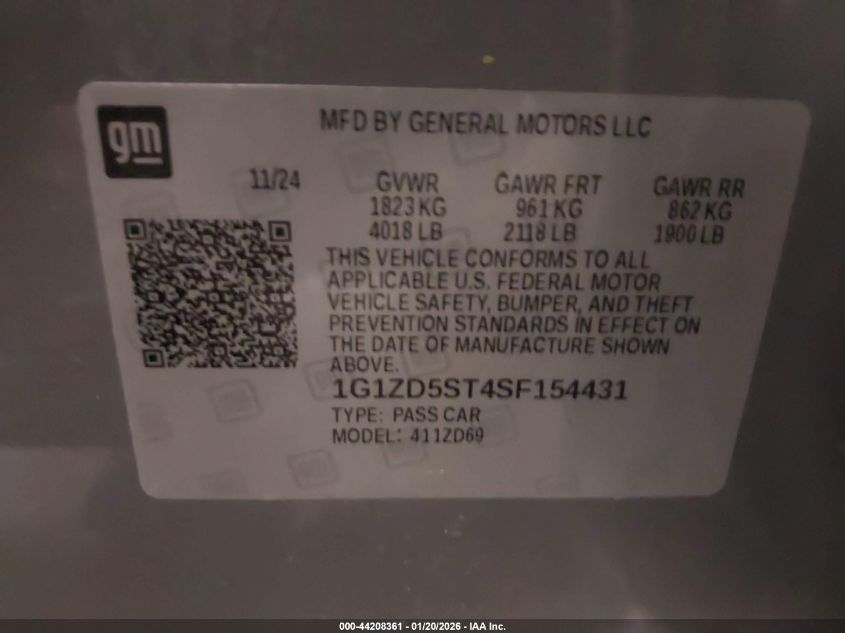 gm
MFD BY GENERAL MOTORS LLC
11/24 GVWR GAWR FRT GAWR RR
1823 KG 961 KG 862 KG
4018 LB 2118 LB 1900 LB
THIS VEHICLE CONFORMS TO ALL
APPLICABLE U.S. FEDERAL MOTOR
VEHICLE SAFETY, BUMPER, AND THEFT
PREVENTION STANDARDS IN EFFECT ON
THE DATE OF MANUFACTURE SHOWN
ABOVE.
1G1ZD5ST4SF154431
TYPE: PASS CAR
MODEL: 411ZD69
000-44208361 - 01/20/2026 - IAA Inc.